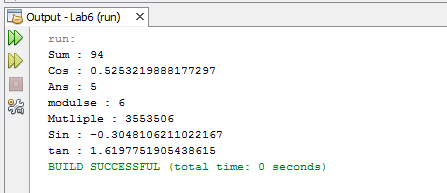 Output - Lab6 (run)
run:
Sum : 94
Cos : 0.5253219888177297
Ans : 5
modulse : 6
Mutliple : 3553506
Sin : -0.3048106211022167
tan : 1.6197751905438615
BUILD SUCCESSFUL (total time: 0 seconds)